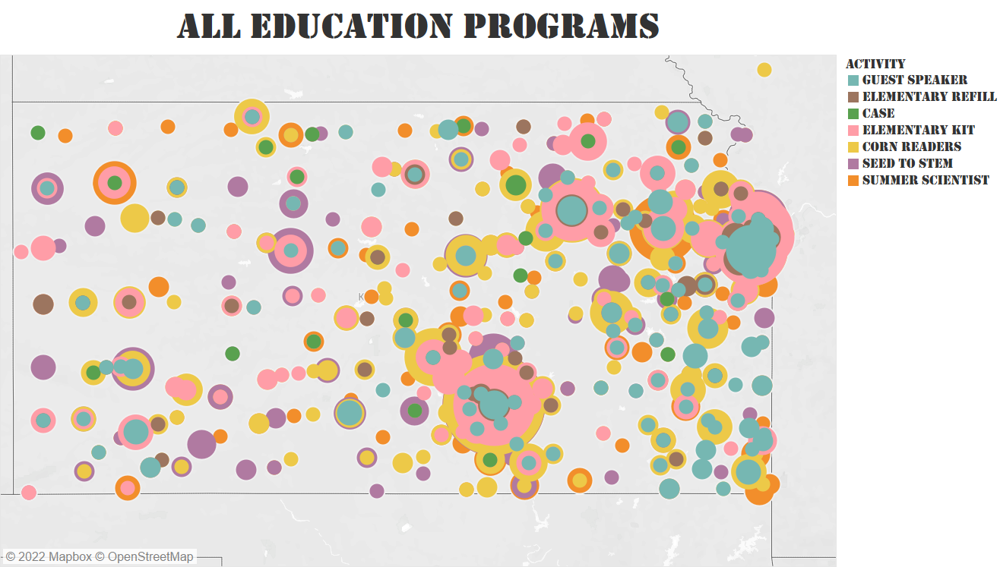 ALL EDUCATION PROGRAMS
ACTIVITY
GUEST SPEAKER
ELEMENTARY REFILL
CASE
ELEMENTARY KIT
CORN READERS
SEED TO STEM
SUMMER SCIENTIST
K
© 2022 Mapbox © OpenStreetMap